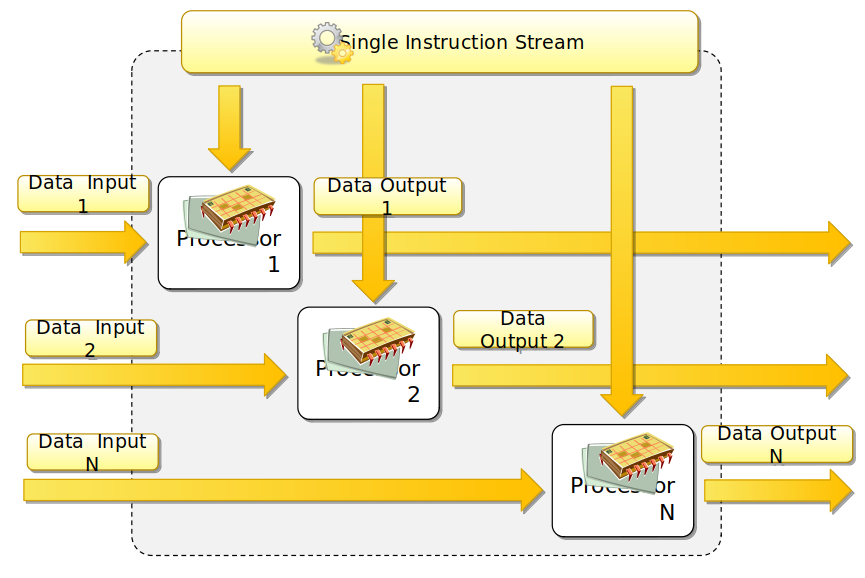 Single Instruction Stream
Data Input
1
Data Output
1
Processor
1
Data Input
2
Data
Output 2
Processor
2
Data Input
N
Data Output
N
Processor
N